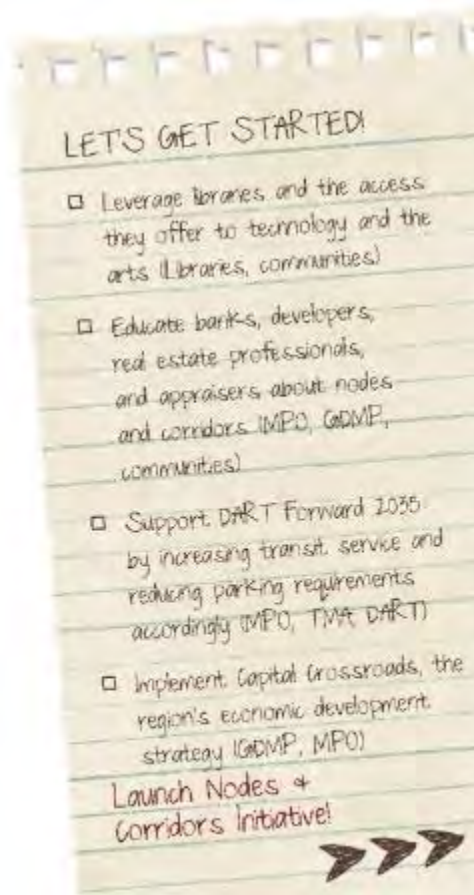 LET'S GET STARTED!
Leverage libraries and the access
they offer to technology and the
arts (Libraries, communities)
Educate banks, developers,
real estate professionals,
and appraisers about nodes
and corridors (MPO, GDMP,
communities)
Support DART Forward 2035
by increasing transit service and
reducing parking requirements
accordingly (MPO, TMA, DART)
Implement Capital Crossroads, the
region's economic development
strategy (GDMP, MPO)
Launch Nodes &
Corridors Initiative!